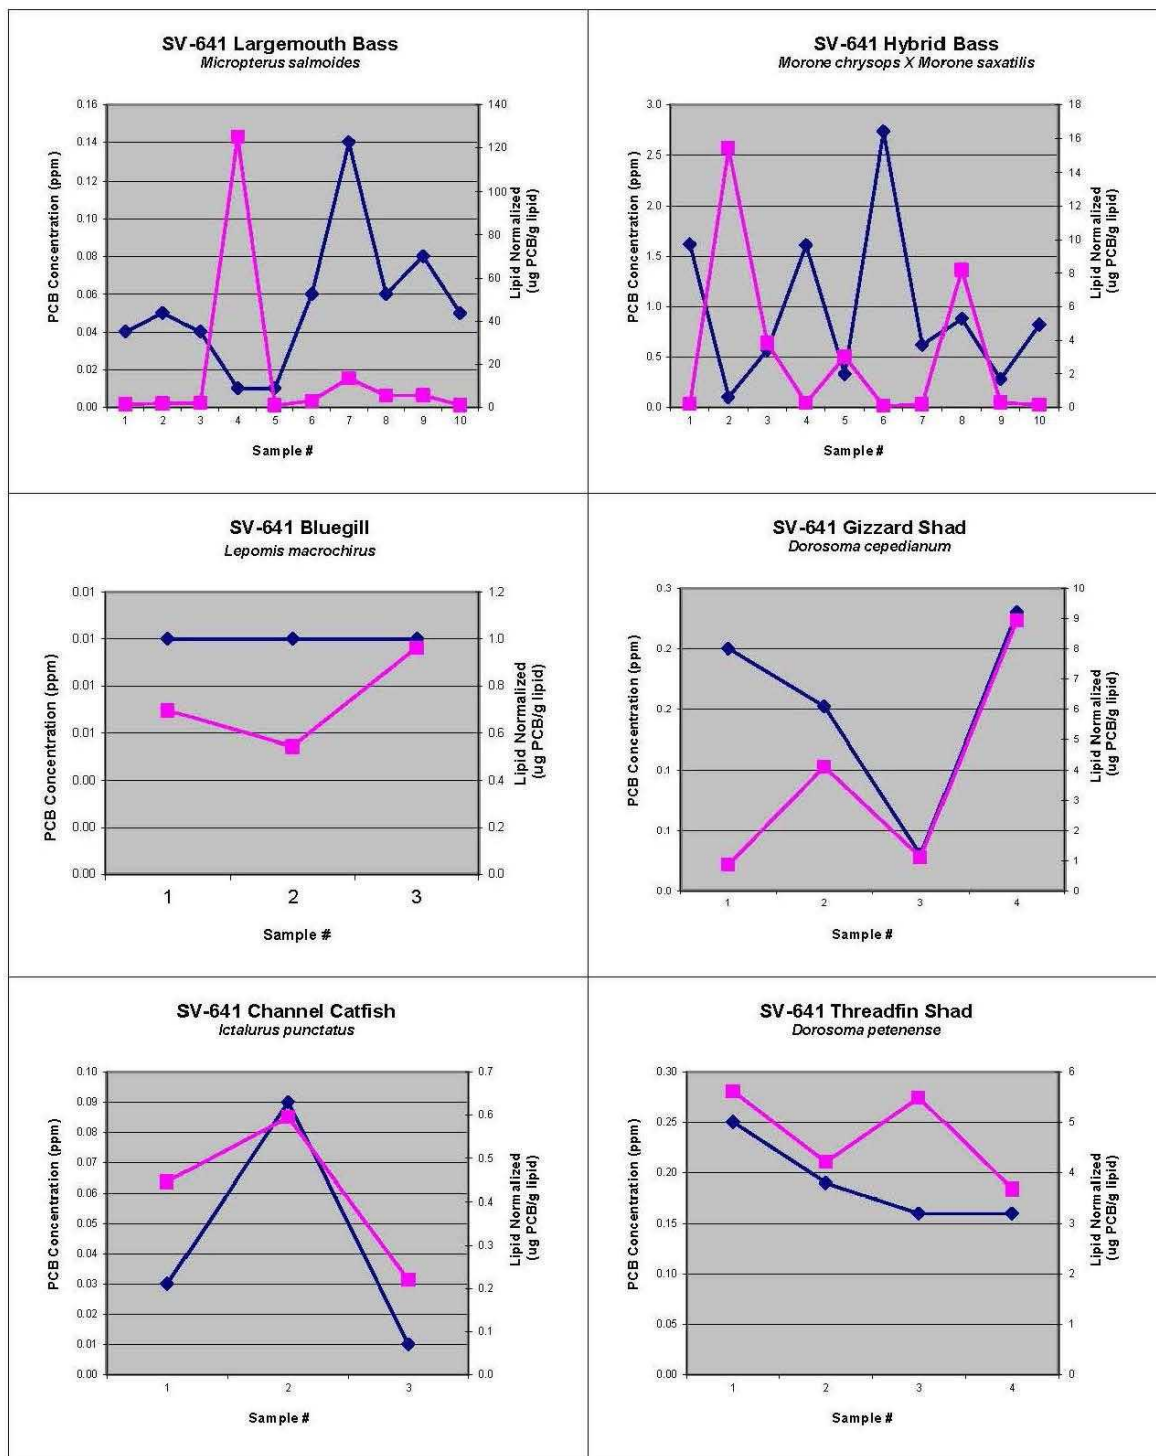 SV-641 Largemouth Bass
Micropterus salmoides
0.16
0.14
0.12
0.10
0.08
0.06
0.04
0.02
0.00
PCB Concentration (ppm)
140
120
100
80
60
40
20
0
Lipid Normalized
(ug PCB/g lipid)
1 2 3 4 5 6 7 8 9 10
Sample #
SV-641 Hybrid Bass
Morone chrysops X Morone saxatilis
3.0
2.5
2.0
1.5
1.0
0.5
0.0
PCB Concentration (ppm)
18
16
14
12
10
8
6
4
2
0
Lipid Normalized
(ug PCB/g lipid)
1 2 3 4 5 6 7 8 9 10
Sample #
SV-641 Bluegill
Lepomis macrochirus
0.01
0.01
0.01
0.01
0.00
0.00
0.00
PCB Concentration (ppm)
1.2
1.0
0.8
0.6
0.4
0.2
0.0
Lipid Normalized
(ug PCB/g lipid)
1 2 3
Sample #
SV-641 Gizzard Shad
Dorosoma cepedianum
0.3
0.2
0.2
0.1
0.1
0.0
PCB Concentration (ppm)
10
9
8
7
6
5
4
3
2
1
0
Lipid Normalized
(ug PCB/g lipid)
1 2 3 4
Sample #
SV-641 Channel Catfish
Ictalurus punctatus
0.10
0.09
0.08
0.07
0.06
0.05
0.04
0.03
0.02
0.01
0.00
PCB Concentration (ppm)
0.7
0.6
0.5
0.4
0.3
0.2
0.1
0.0
Lipid Normalized
(ug PCB/g lipid)
1 2 3
Sample #
SV-641 Threadfin Shad
Dorosoma petenense
0.30
0.25
0.20
0.15
0.10
0.05
0.00
PCB Concentration (ppm)
6
5
4
3
2
1
0
Lipid Normalized
(ug PCB/g lipid)
1 2 3 4
Sample #